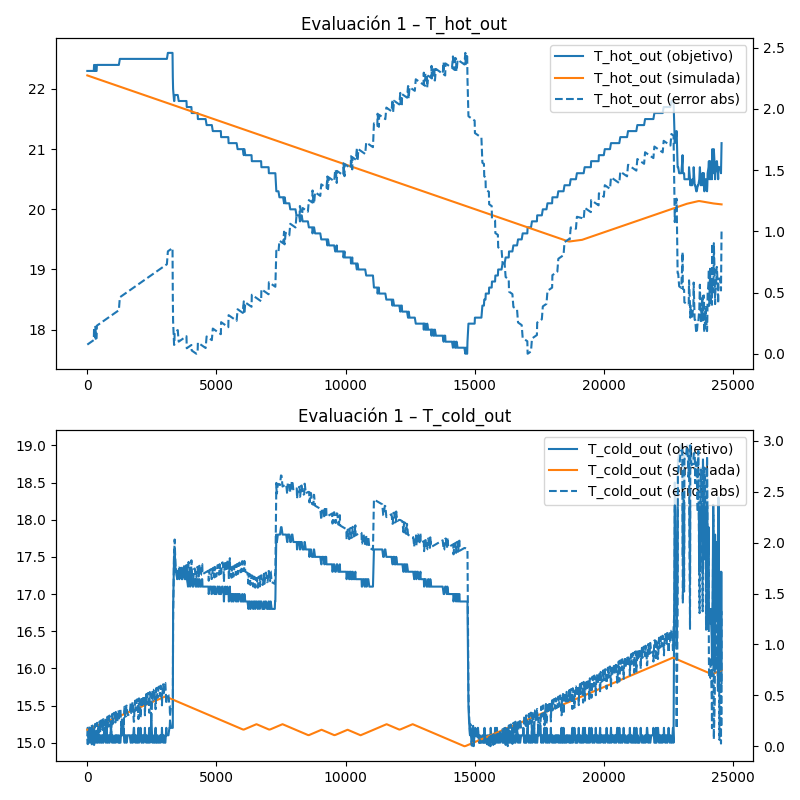 Evaluación 1 – T_hot_out
T_hot_out (objetivo)
T_hot_out (simulada)
T_hot_out (error abs)
22
21
20
19
18
2.5
2.0
1.5
1.0
0.5
0.0
0 5000 10000 15000 20000 25000
Evaluación 1 – T_cold_out
T_cold_out (objetivo)
T_cold_out (simulada)
T_cold_out (error abs)
19.0
18.5
18.0
17.5
17.0
16.5
16.0
15.5
15.0
3.0
2.5
2.0
1.5
1.0
0.5
0.0
0 5000 10000 15000 20000 25000